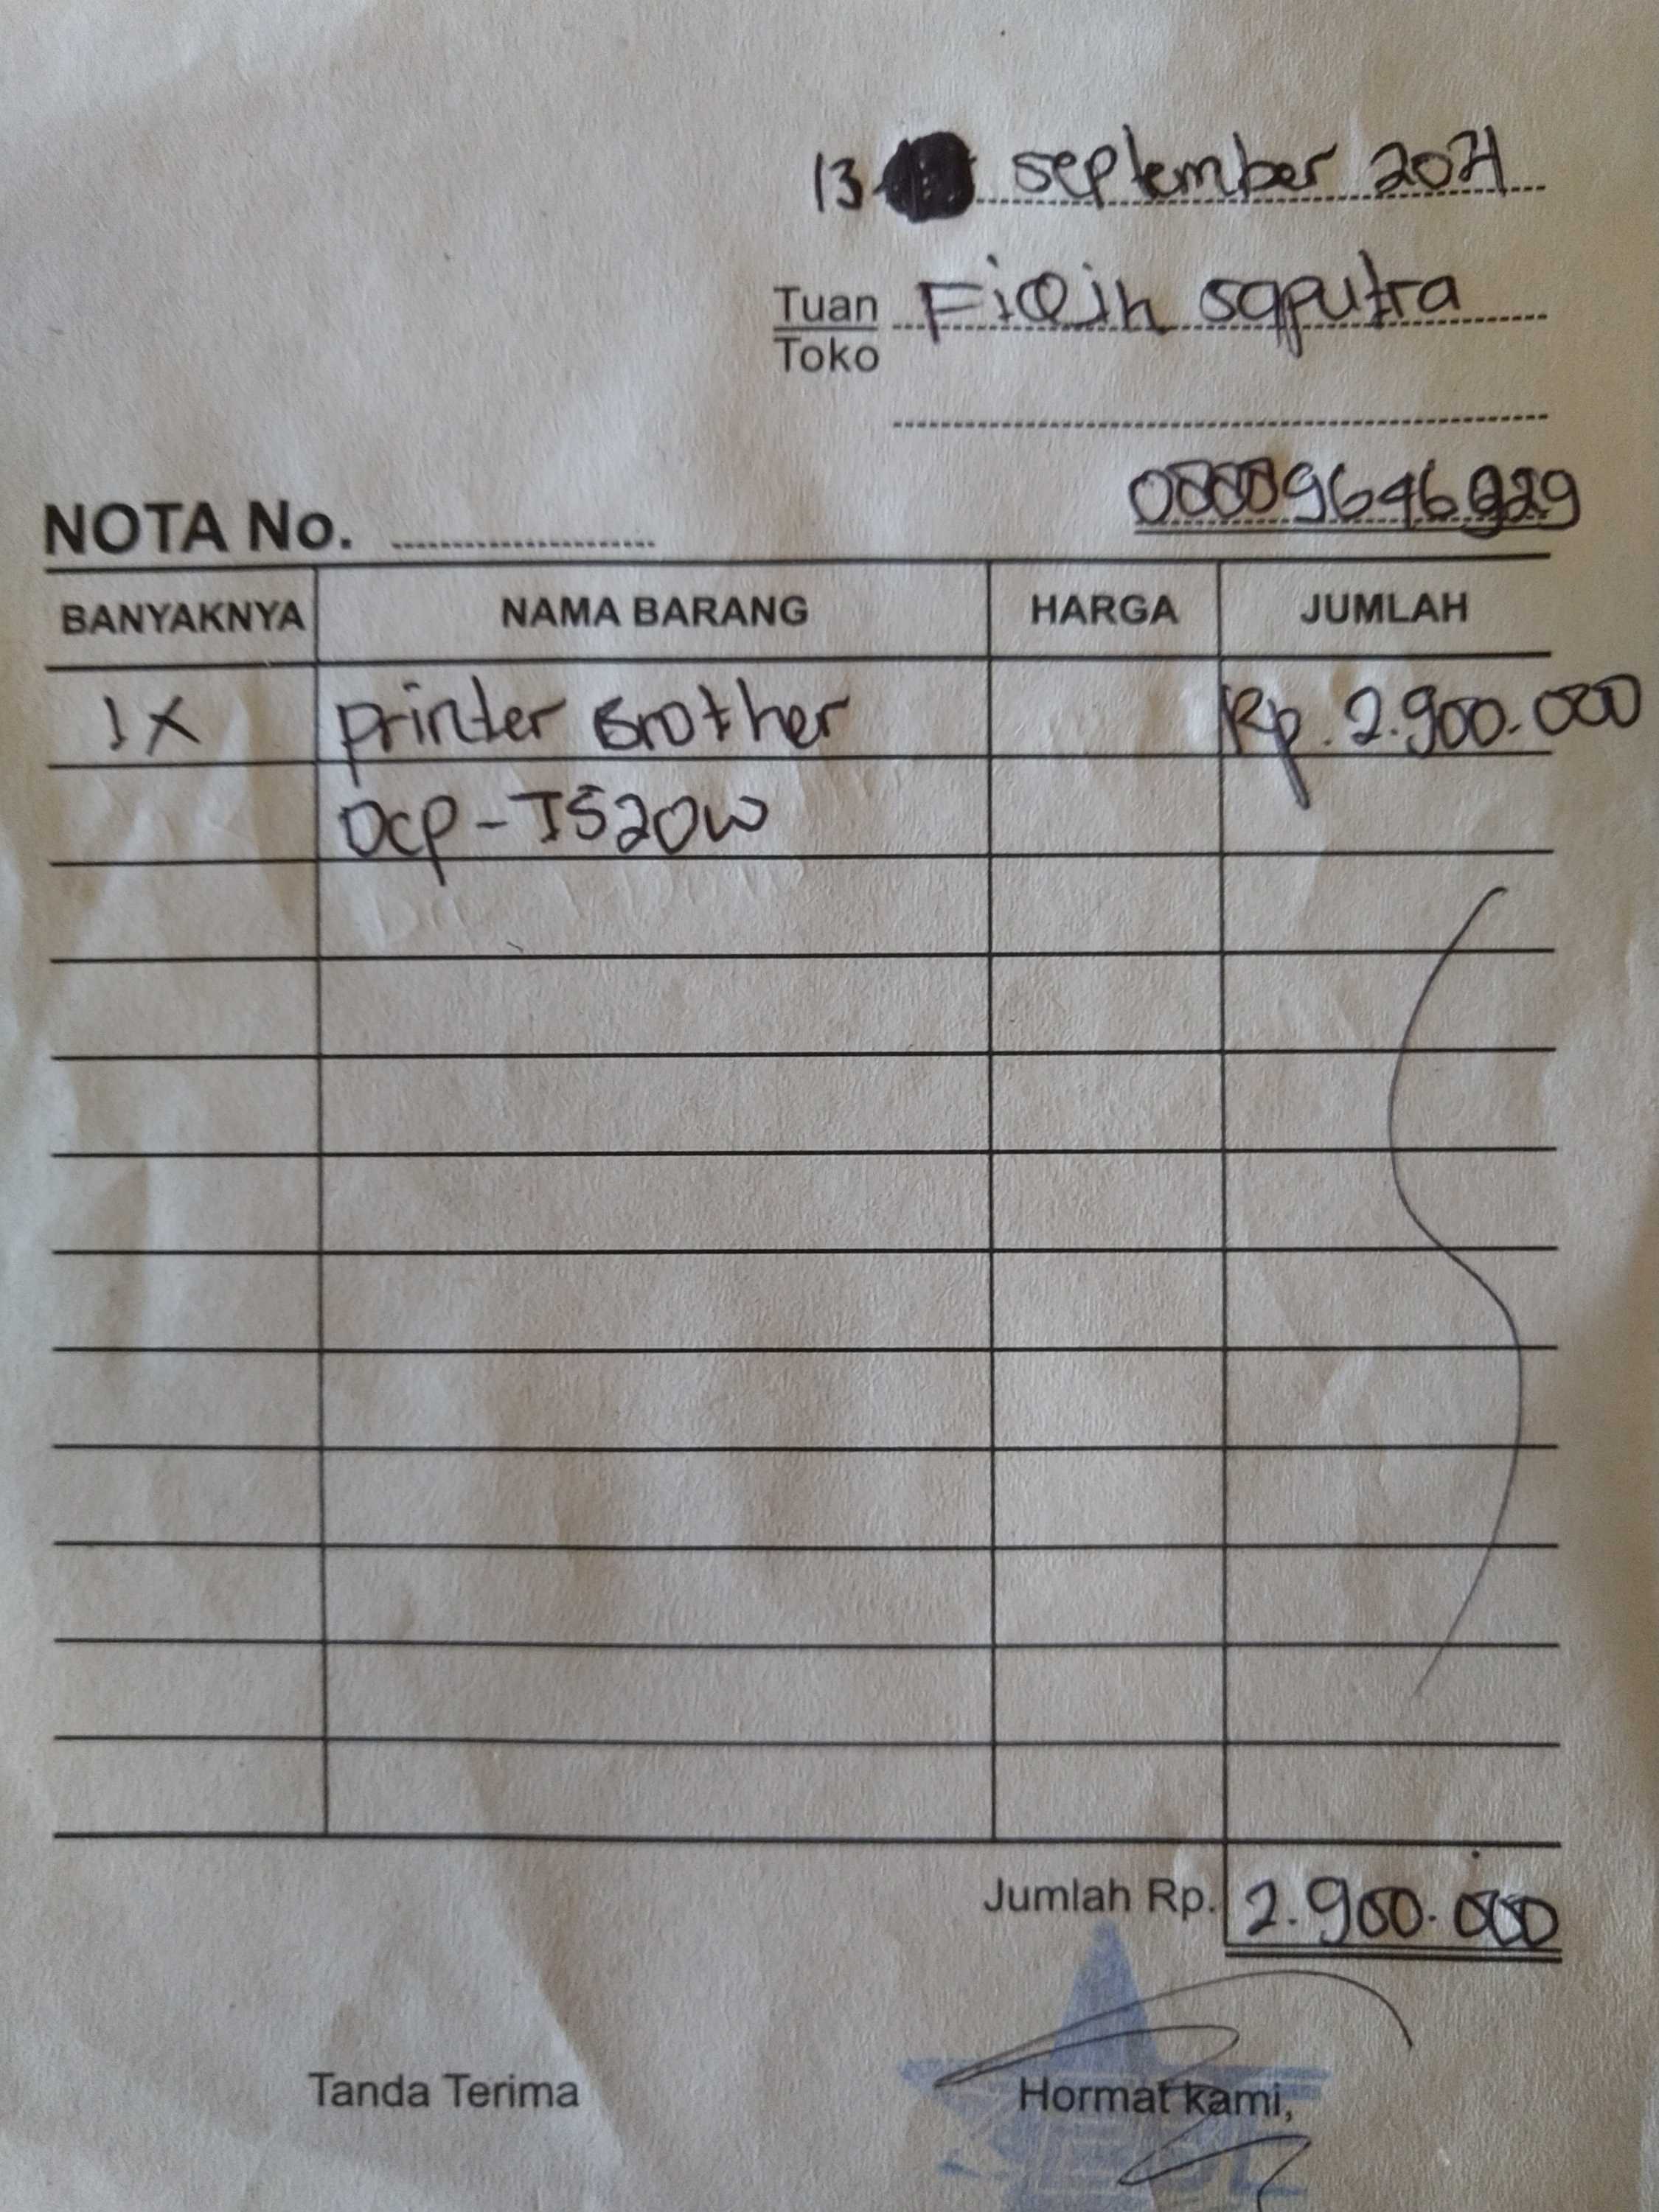 13 september 2021
Tuan Fiqih saputra
Toko
NOTA No.
BANYAKNYA NAMA BARANG HARGA JUMLAH
1X printer Brother Rp. 2.900.000
DCP-T520W
Jumlah Rp. 2.900.000
Tanda Terima Hormat kami,